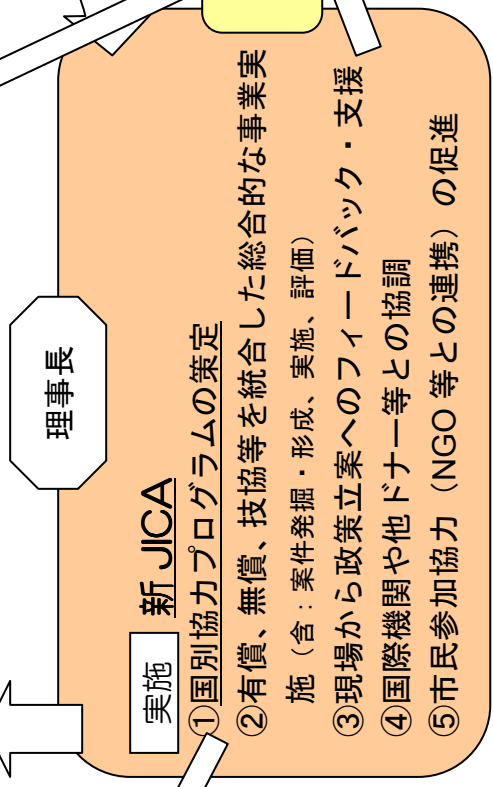 理事長
実施
新 JICA
①国別協力プログラムの策定
②有償、無償、技協等を統合した総合的な事業実
施（含：案件発掘・形成、実施、評価）
③現場から政策立案へのフィードバック・支援
④国際機関や他ドナー等との協調
⑤市民参加協力（NGO 等との連携）の促進